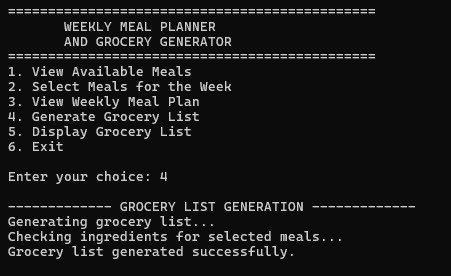 ==============================================
WEEKLY MEAL PLANNER
AND GROCERY GENERATOR
==============================================
1. View Available Meals
2. Select Meals for the Week
3. View Weekly Meal Plan
4. Generate Grocery List
5. Display Grocery List
6. Exit
Enter your choice: 4
------------- GROCERY LIST GENERATION -------------
Generating grocery list...
Checking ingredients for selected meals...
Grocery list generated successfully.